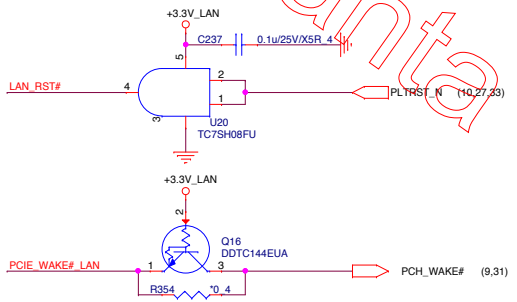 +3.3V_LAN
C237 0.1u/25V/X5R_4
5
LAN_RST# 4 2
1
PLTRST_N (10,27,33)
3
U20
TC7SH08FU
+3.3V_LAN
2
Q16
DDTC144EUA
PCIE_WAKE#_LAN 1 3 PCH_WAKE# (9,31)
R354 *0_4
anta